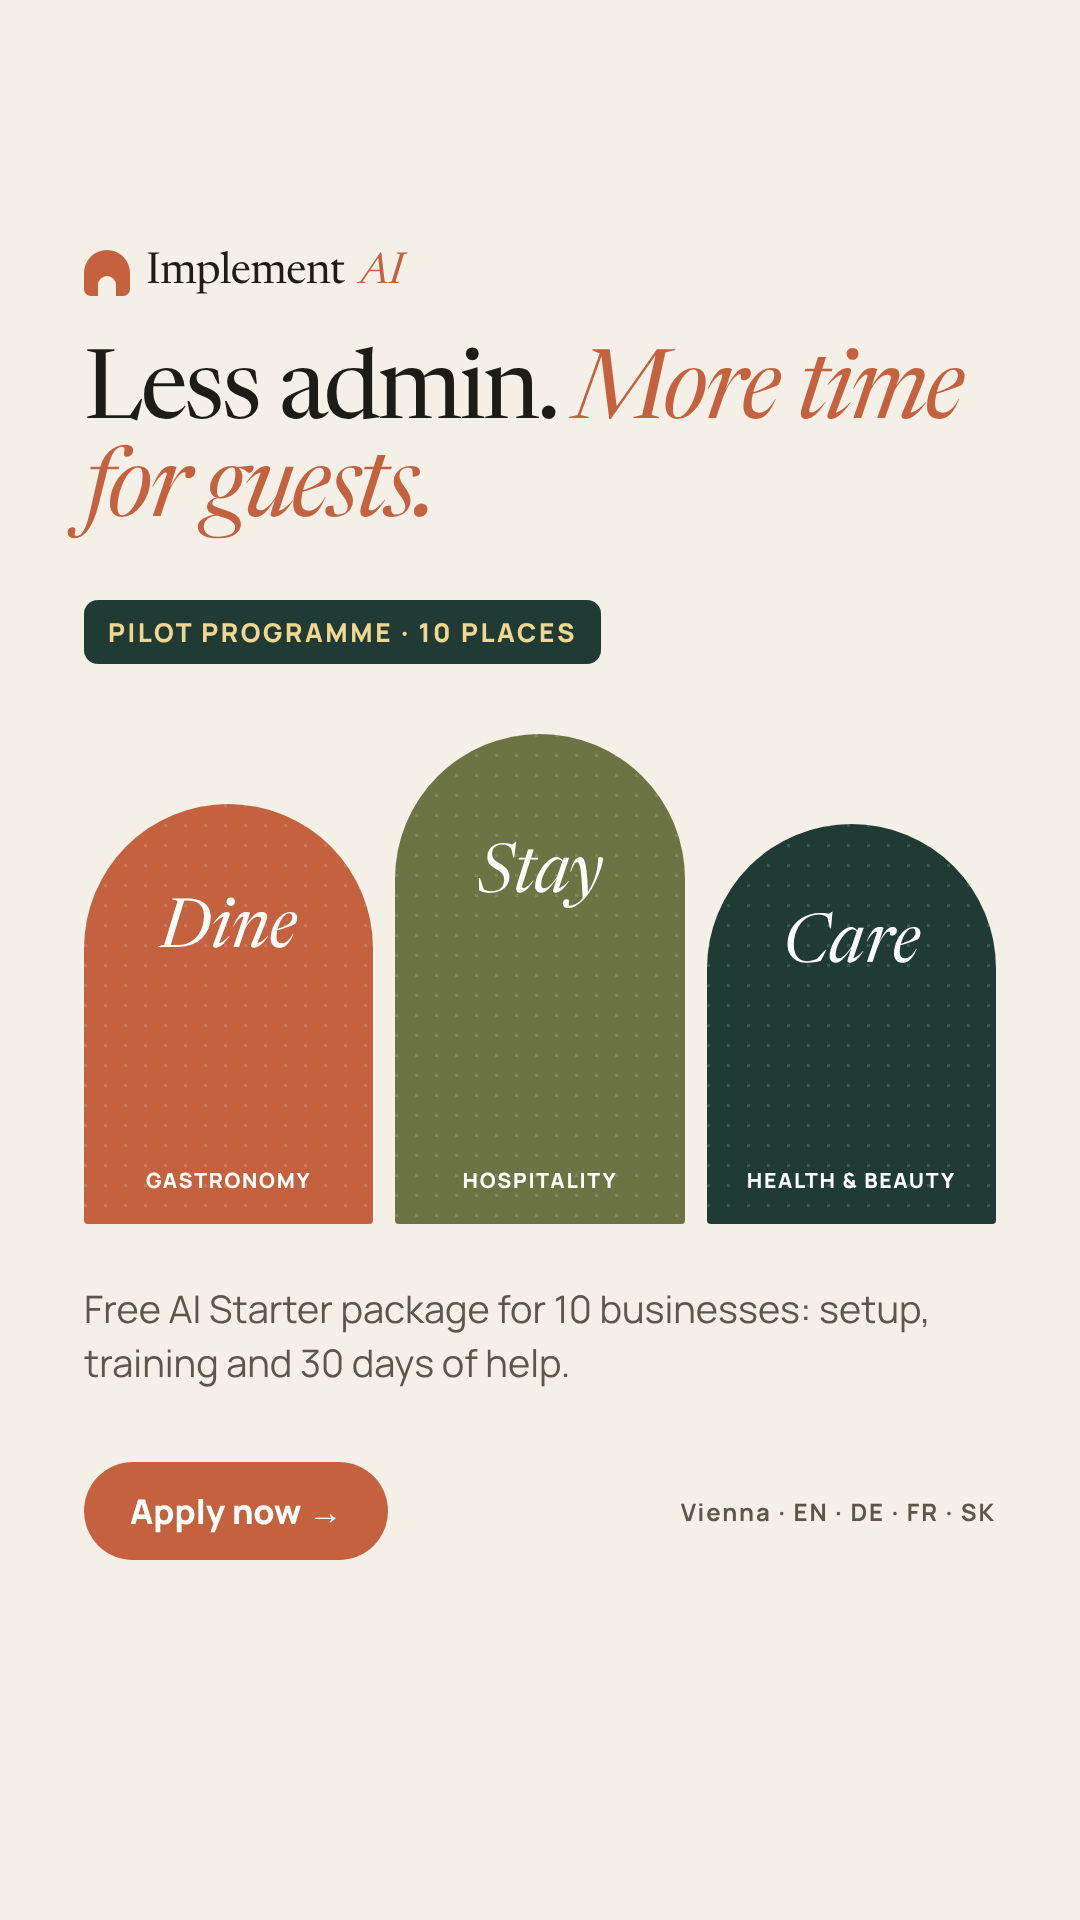 Implement AI
Less admin. More time
for guests.
PILOT PROGRAMME · 10 PLACES
Dine
Stay
Care
GASTRONOMY
HOSPITALITY
HEALTH & BEAUTY
Free AI Starter package for 10 businesses: setup,
training and 30 days of help.
Apply now →
Vienna · EN · DE · FR · SK